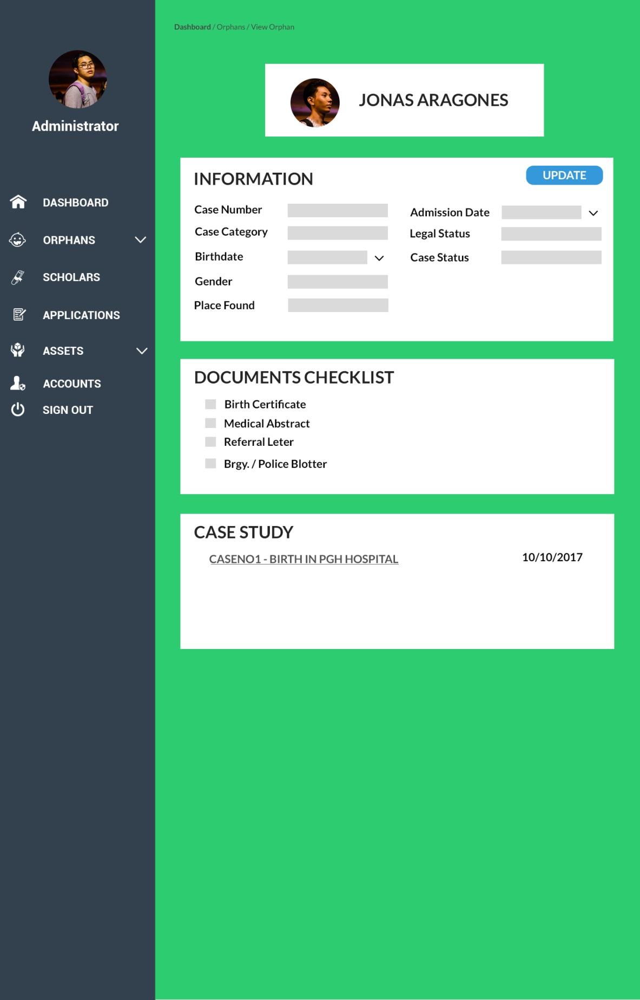 Dashboard / Orphans / View Orphan
Administrator
DASHBOARD
ORPHANS
SCHOLARS
APPLICATIONS
ASSETS
ACCOUNTS
SIGN OUT
JONAS ARAGONES
INFORMATION
UPDATE
Case Number
Case Category
Birthdate
Gender
Place Found
Admission Date
Legal Status
Case Status
DOCUMENTS CHECKLIST
Birth Certificate
Medical Abstract
Referral Leter
Brgy. / Police Blotter
CASE STUDY
CASENO1 - BIRTH IN PGH HOSPITAL 10/10/2017